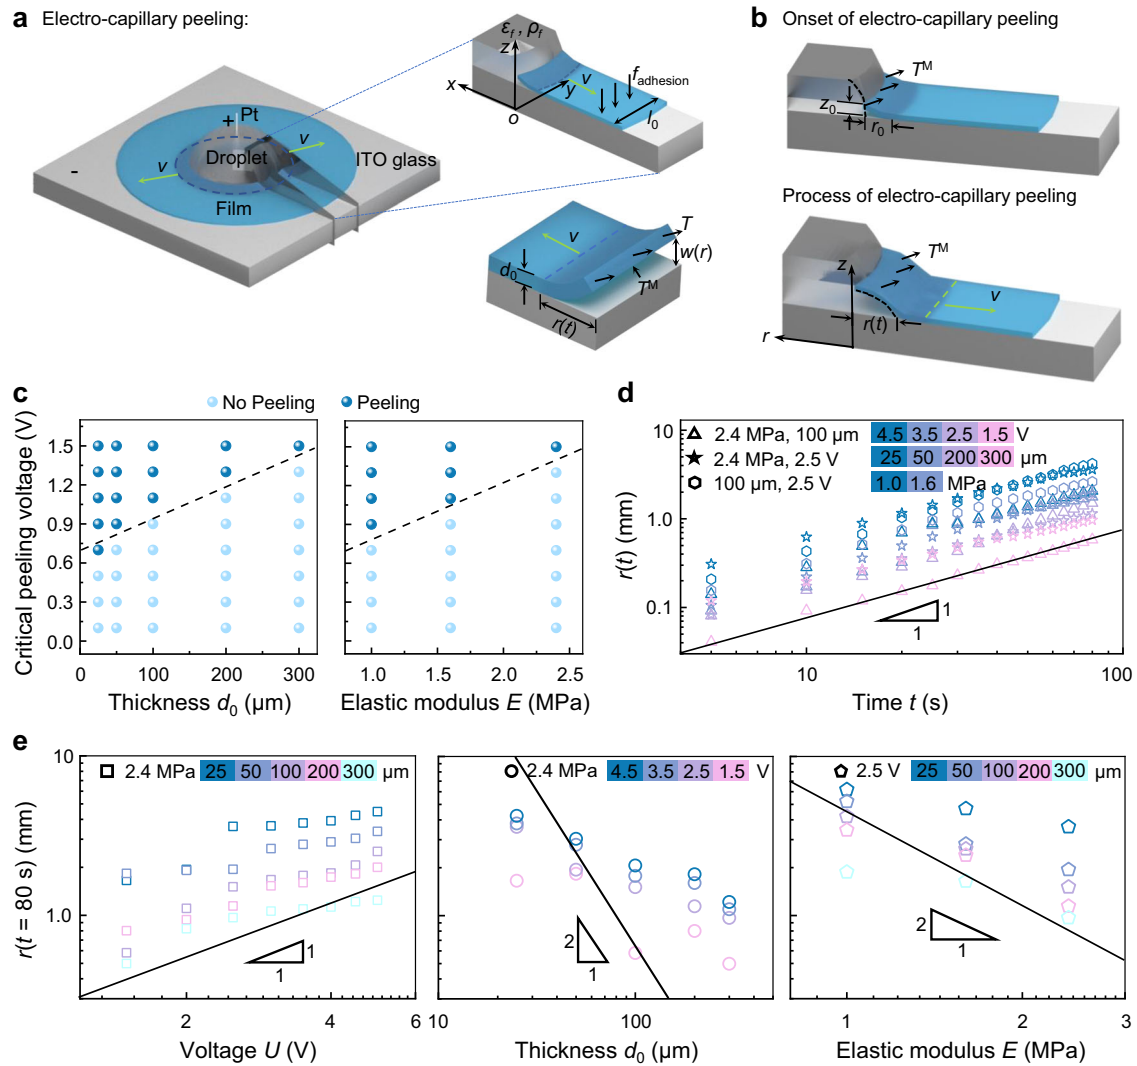 a Electro-capillary peeling:
+ Pt
Droplet
v
v
ITO glass
-
Film
εf , ρf
z
x
v
y
o
fadhesion
l0
v
T
w(r)
d0
TM
r(t)
b Onset of electro-capillary peeling
TM
z0
r0
Process of electro-capillary peeling
TM
z
v
r(t)
r
c No Peeling Peeling
Critical peeling voltage (V)
1.5
1.2
0.9
0.6
0.3
0.0
0 100 200 300
Thickness d0 (µm)
1.0 1.5 2.0 2.5
Elastic modulus E (MPa)
d
r(t) (mm)
10
1.0
0.1
2.4 MPa, 100 µm 4.5 3.5 2.5 1.5 V
2.4 MPa, 2.5 V 25 50 200 300 µm
100 µm, 2.5 V 1.0 1.6 MPa
1
1
10 100
Time t (s)
e
r(t = 80 s) (mm)
10
1.0
2.4 MPa 25 50 100 200 300 µm
1
1
2 4 6
Voltage U (V)
2.4 MPa 4.5 3.5 2.5 1.5 V
2
1
10 100
Thickness d0 (µm)
2.5 V 25 50 100 200 300 µm
2
1
1 2 3
Elastic modulus E (MPa)